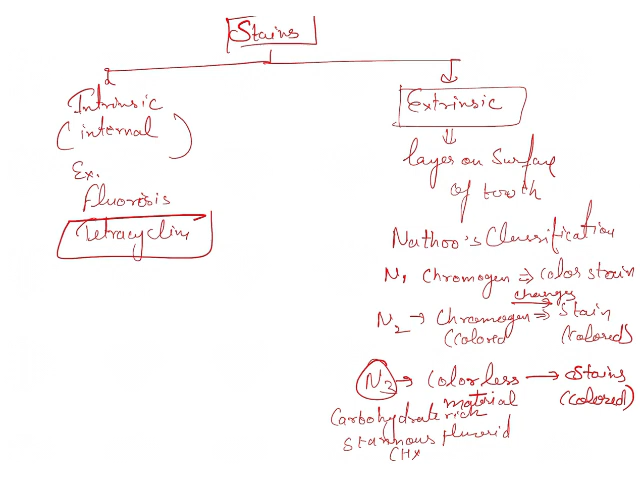 Stains
Intrinsic
(internal)
Ex.
Fluorosis
Tetracyclin
Extrinsic
layer on Surface
of tooth
Nathoo's Classification
N1 Chromogen ⇒ color stain
N2 → Chromogen ⇒ Stain
changes
(colored (colored)
N3 → colorless → Stains
material (colored)
Carbohydrate rich
Stannous fluorid
CHX